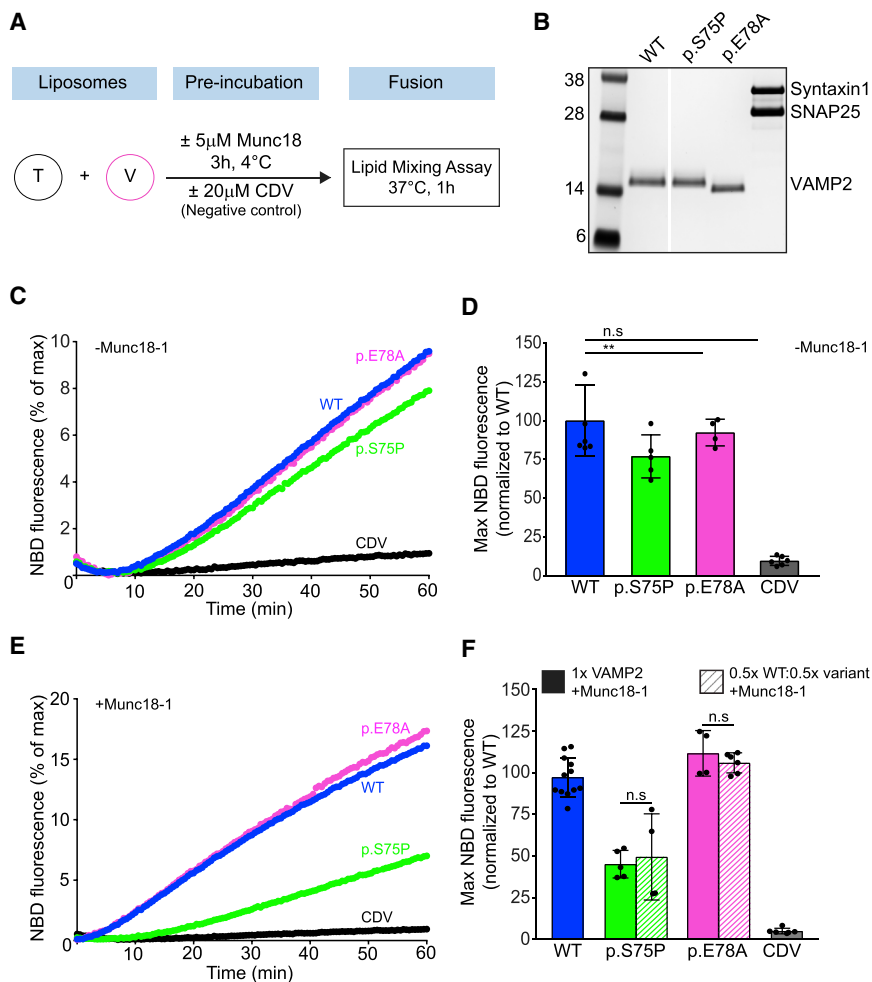 A
Liposomes
Pre-incubation
Fusion
T
+
V
± 5μM Munc18
3h, 4°C
± 20μM CDV
(Negative control)
Lipid Mixing Assay
37°C, 1h
B
WT
p.S75P
p.E78A
38
28
14
6
Syntaxin1
SNAP25
VAMP2
C
NBD fluorescence (% of max)
10
8
6
4
2
0
-Munc18-1
p.E78A
WT
p.S75P
CDV
10
20
30
40
50
60
Time (min)
D
Max NBD fluorescence
(normalized to WT)
150
125
100
75
50
25
0
n.s
**
-Munc18-1
WT
p.S75P
p.E78A
CDV
E
NBD fluorescence (% of max)
20
15
10
5
0
+Munc18-1
p.E78A
WT
p.S75P
CDV
10
20
30
40
50
60
Time (min)
F
1x VAMP2
+Munc18-1
0.5x WT:0.5x variant
+Munc18-1
Max NBD fluorescence
(normalized to WT)
150
125
100
75
50
25
0
n.s
n.s
WT
p.S75P
p.E78A
CDV